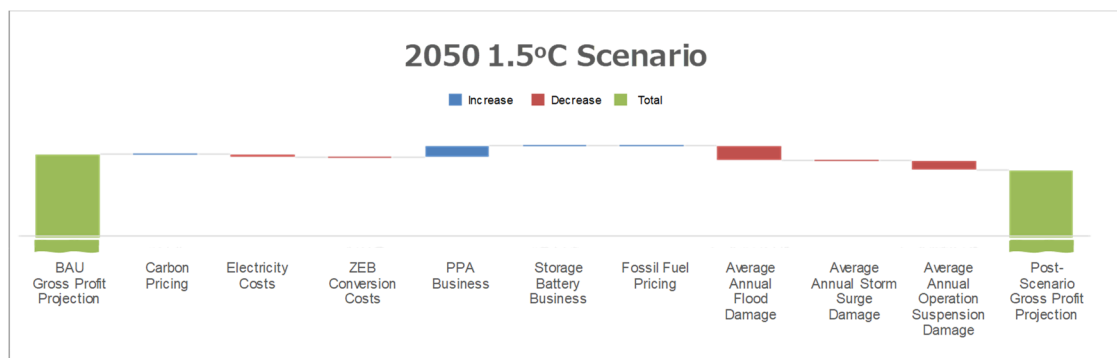 2050 1.5ºC Scenario
Increase
Decrease
Total
BAU
Gross Profit
Projection
Carbon
Pricing
Electricity
Costs
ZEB
Conversion
Costs
PPA
Business
Storage
Battery
Business
Fossil Fuel
Pricing
Average
Annual
Flood
Damage
Average
Annual Storm
Surge
Damage
Average
Annual
Operation
Suspension
Damage
Post-
Scenario
Gross Profit
Projection